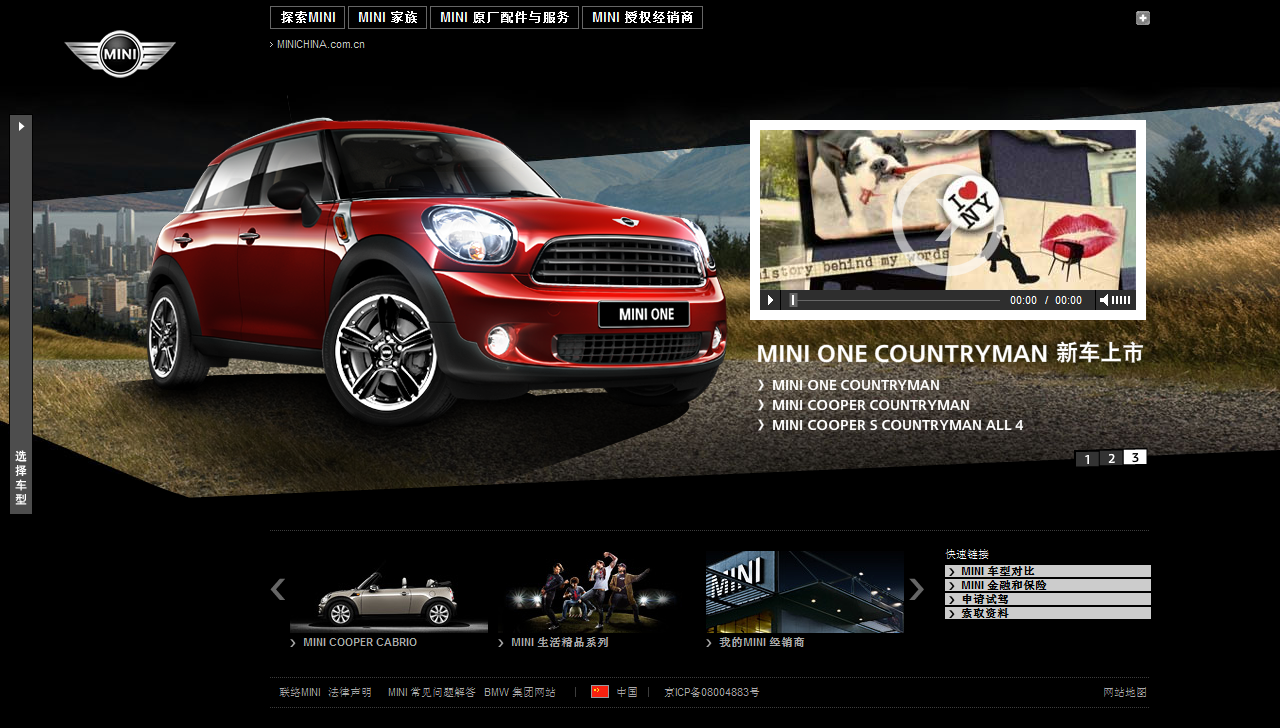 探索MINI
MINI 家族
MINI 原厂配件与服务
MINI 授权经销商
MINICHINA.com.cn
MINI
I NY
istory behind my words
00:00 / 00:00
MINI ONE
MINI ONE COUNTRYMAN 新车上市
MINI ONE COUNTRYMAN
MINI COOPER COUNTRYMAN
MINI COOPER S COUNTRYMAN ALL 4
1 2 3
选择车型
MINI
快速链接
MINI 车型对比
MINI 金融和保险
申请试驾
索取资料
MINI COOPER CABRIO
MINI 生活精品系列
我的MINI 经销商
联络MINI 法律声明 MINI 常见问题解答 BMW 集团网站 中国 京ICP备08004883号 网站地图